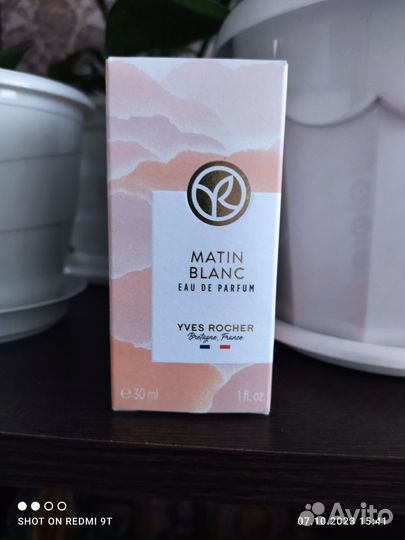 MATIN
BLANC
EAU DE PARFUM
YVES ROCHER
Bretagne, France
℮ 30 ml
1 fl. oz.
SHOT ON REDMI 9T
07.10.2023 15:41
Avito